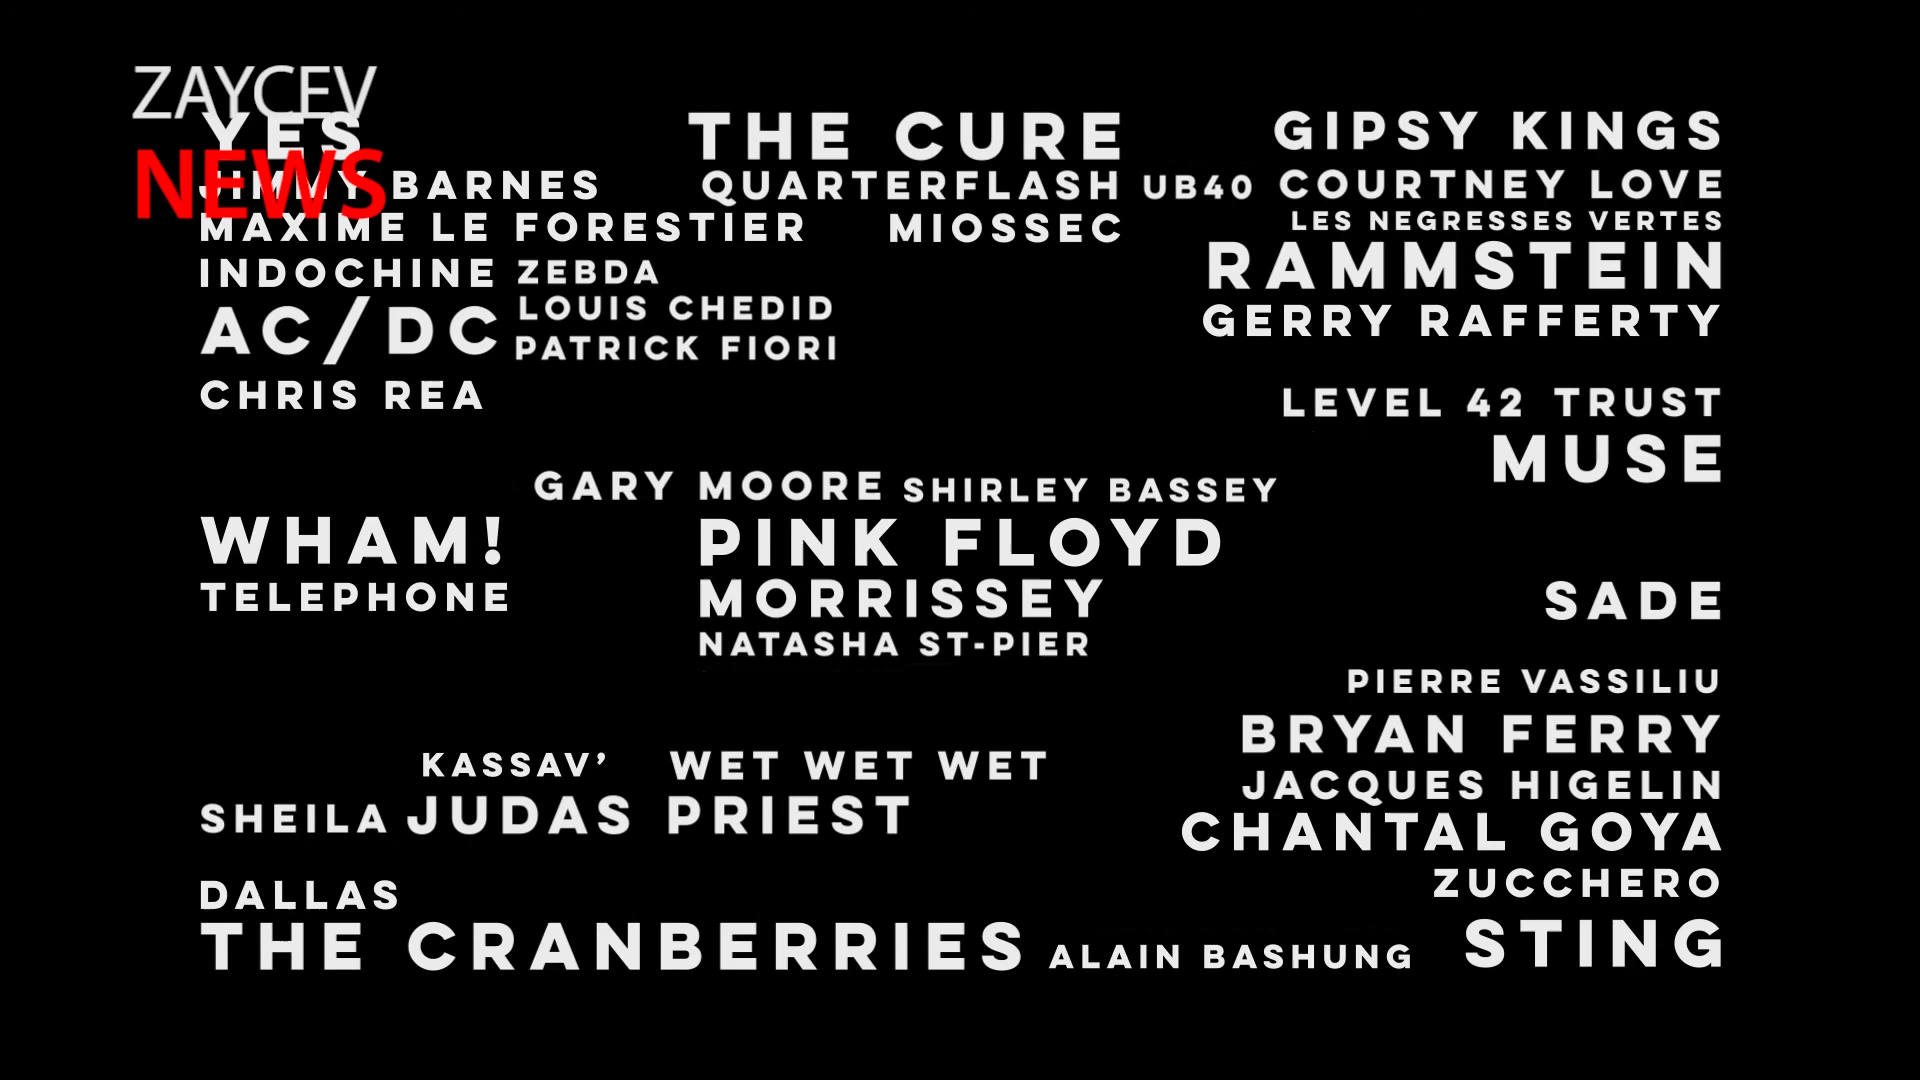 ZAYCEV
NEWS
YES
THE CURE
GIPSY KINGS
JIMMY BARNES
QUARTERFLASH
UB40
COURTNEY LOVE
MAXIME LE FORESTIER
MIOSSEC
LES NEGRESSES VERTES
INDOCHINE
ZEBDA
RAMMSTEIN
AC/DC
LOUIS CHEDID
PATRICK FIORI
GERRY RAFFERTY
CHRIS REA
LEVEL 42
TRUST
MUSE
GARY MOORE
SHIRLEY BASSEY
WHAM!
PINK FLOYD
TELEPHONE
MORRISSEY
SADE
NATASHA ST-PIER
PIERRE VASSILIU
BRYAN FERRY
KASSAV’
WET WET WET
JACQUES HIGELIN
SHEILA
JUDAS PRIEST
CHANTAL GOYA
DALLAS
ZUCCHERO
THE CRANBERRIES
ALAIN BASHUNG
STING